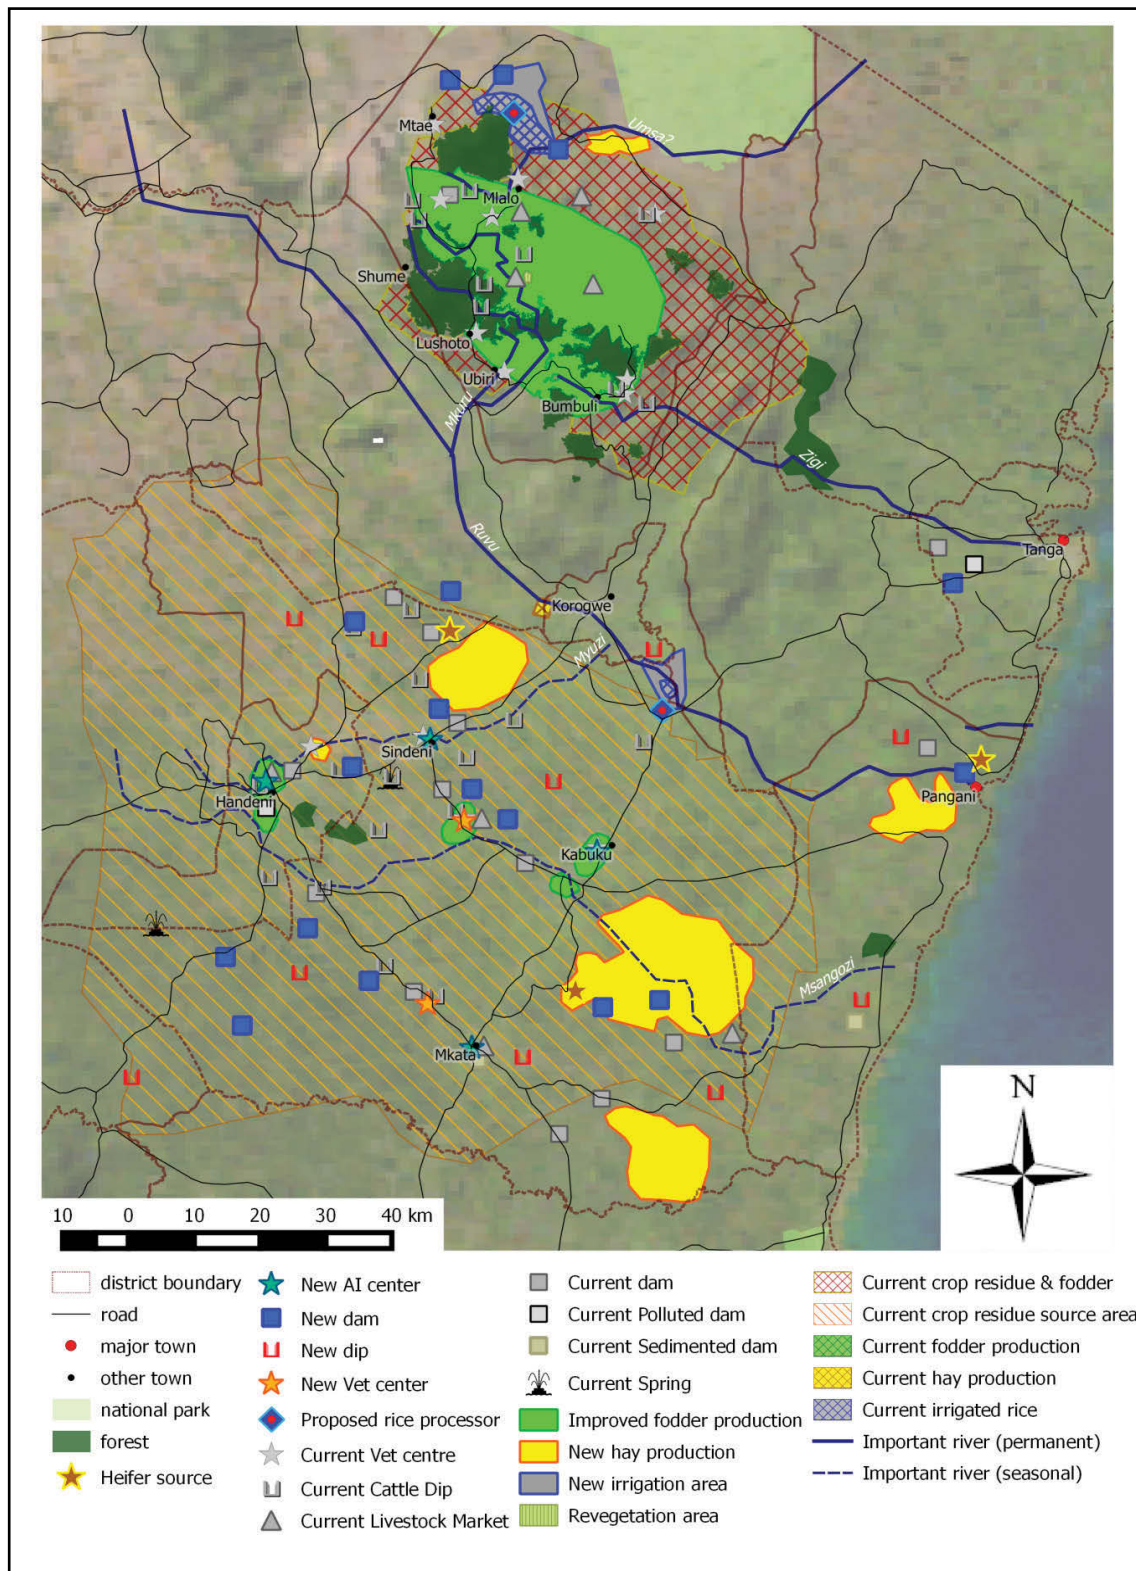 Umsa?
Mtae
Mlalo
Shume
Lushoto
Ubiri
Mkuru
Bumbuli
Zigi
Ruvu
Tanga
Korogwe
Myuzi
Sindeni
Handeni
Pangani
Kabuku
Msangozi
Mkata
N
10 0 10 20 30 40 km
district boundary
road
major town
other town
national park
forest
Heifer source
New AI center
New dam
New dip
New Vet center
Proposed rice processor
Current Vet centre
Current Cattle Dip
Current Livestock Market
Current dam
Current Polluted dam
Current Sedimented dam
Current Spring
Improved fodder production
New hay production
New irrigation area
Revegetation area
Current crop residue & fodder
Current crop residue source area
Current fodder production
Current hay production
Current irrigated rice
Important river (permanent)
Important river (seasonal)